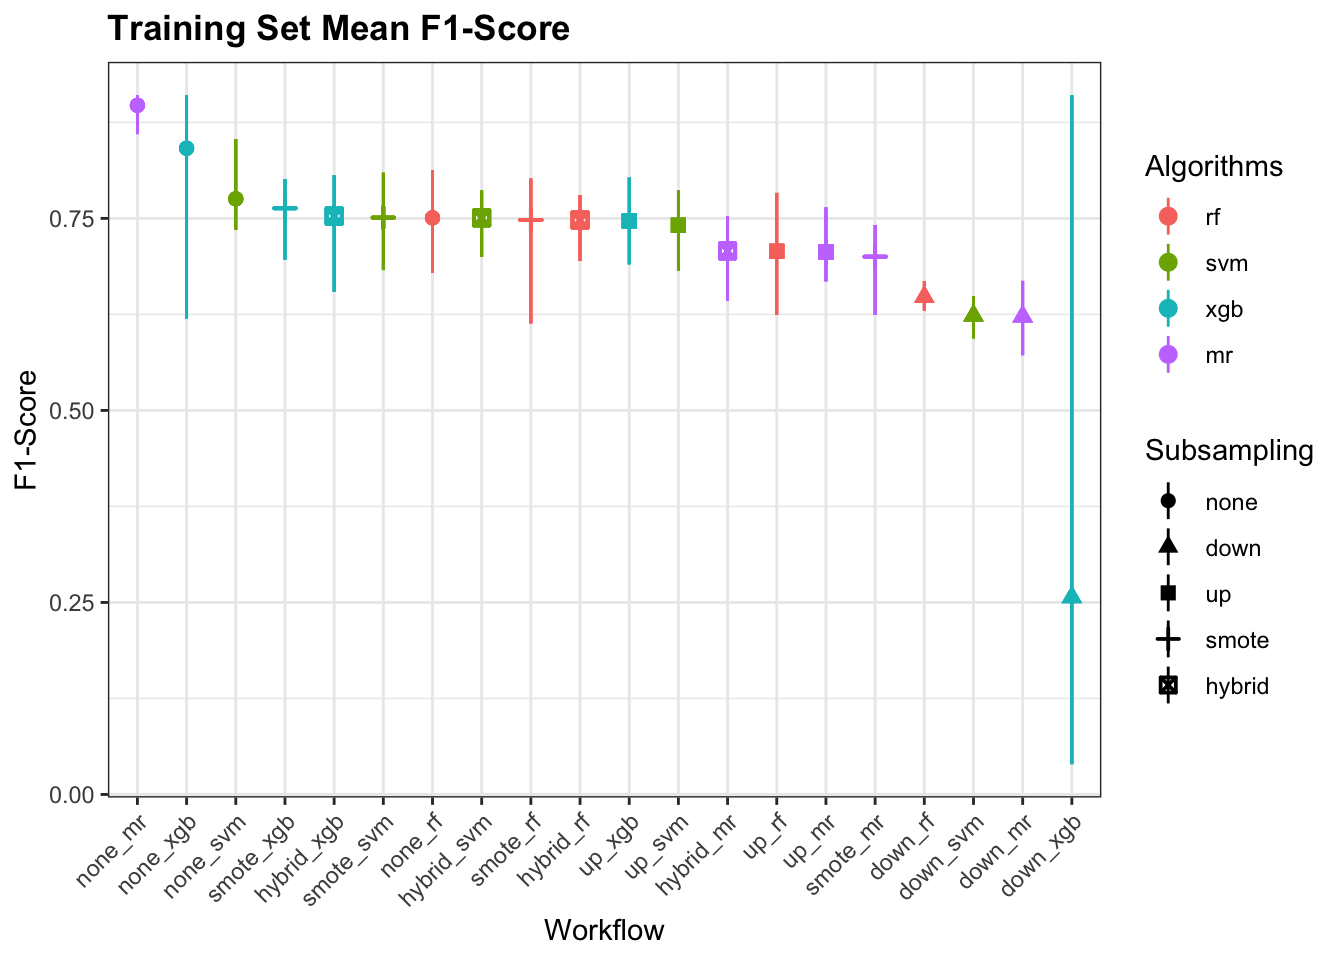 Training Set Mean F1-Score
F1-Score
0.75
0.50
0.25
0.00
none_mr
none_xgb
none_svm
smote_xgb
hybrid_xgb
smote_svm
none_rf
hybrid_svm
smote_rf
hybrid_rf
up_xgb
up_svm
hybrid_mr
up_rf
up_mr
smote_mr
down_rf
down_svm
down_mr
down_xgb
Workflow
Algorithms
rf
svm
xgb
mr
Subsampling
none
down
up
smote
hybrid